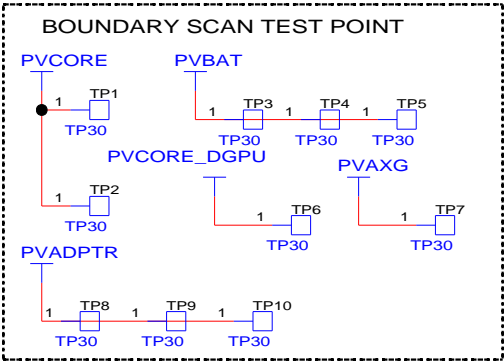 BOUNDARY SCAN TEST POINT
PVCORE
PVBAT
1
TP1
TP30
1
TP3
TP30
1
TP4
TP30
1
TP5
TP30
PVCORE_DGPU
PVAXG
1
TP2
TP30
1
TP6
TP30
1
TP7
TP30
PVADPTR
1
TP8
TP30
1
TP9
TP30
1
TP10
TP30